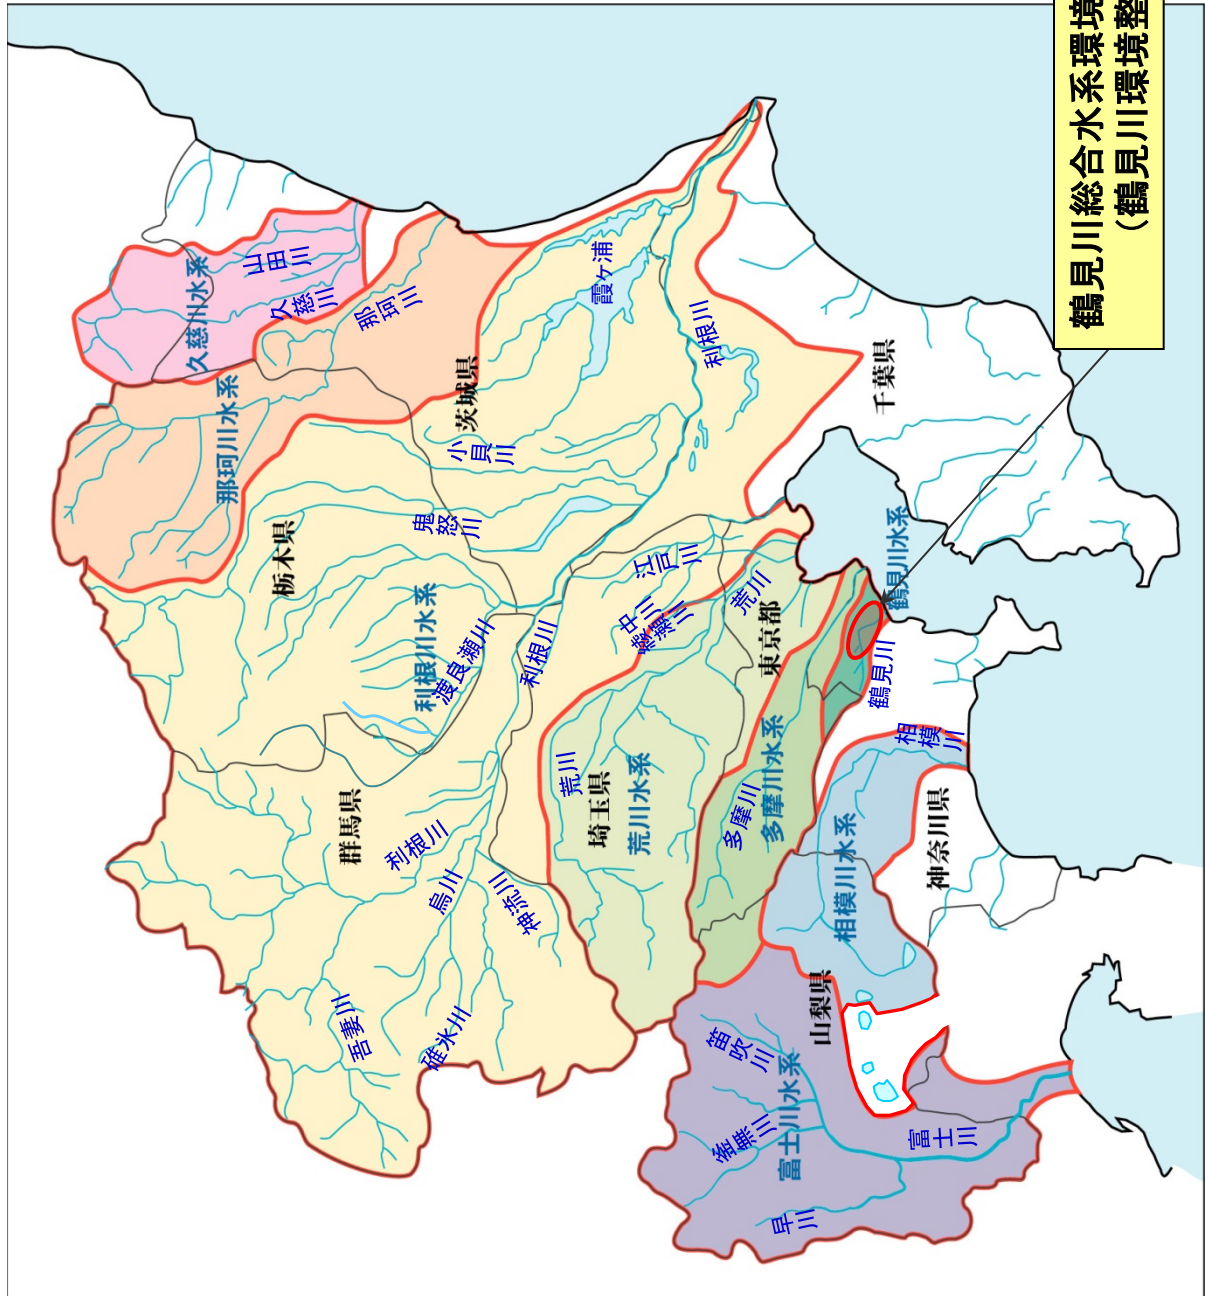 鶴見川総合水系環境
（鶴見川環境整
久慈川水系
山田川
久慈川
那珂川
那珂川水系
茨城県
霞ヶ浦
利根川
千葉県
小貝川
鬼怒川
栃木県
利根川水系
渡良瀬川
利根川
江戸川
中川
綾瀬川
荒川
東京都
鶴見川水系
鶴見川
相模川
群馬県
利根川
烏川
神流川
荒川
埼玉県
荒川水系
多摩川
多摩川水系
相模川水系
神奈川県
吾妻川
碓氷川
山梨県
笛吹川
富士川水系
釜無川
富士川
早川